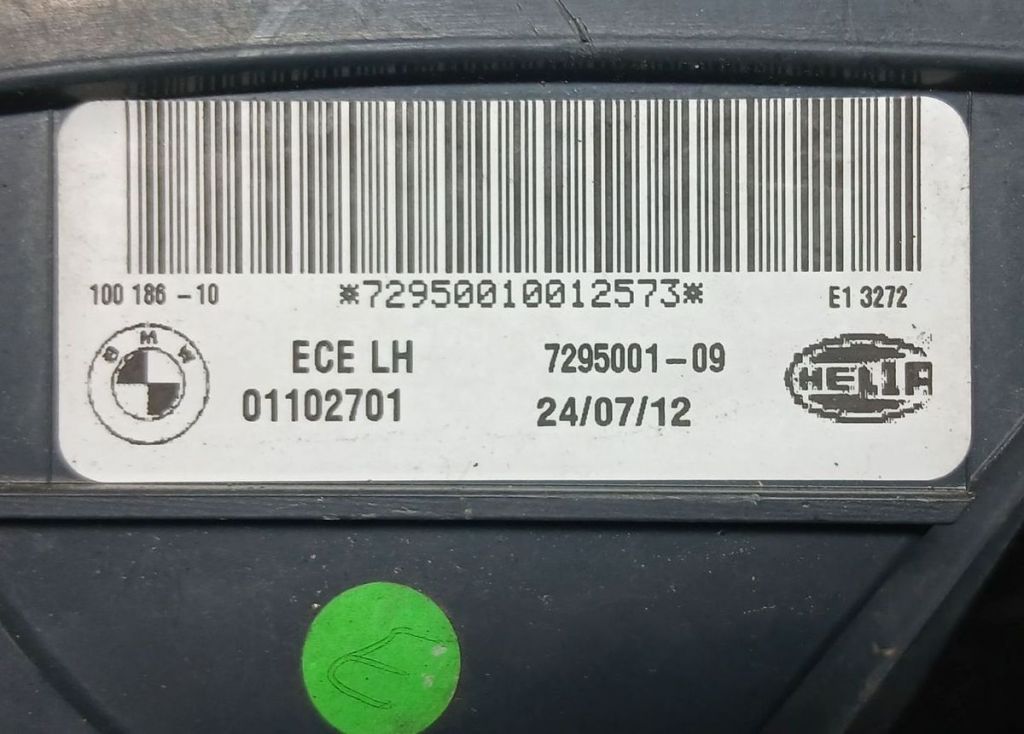 100 186-10 *72950010012573* E1 3272
BMW ECE LH 7295001-09 HELLA
01102701 24/07/12